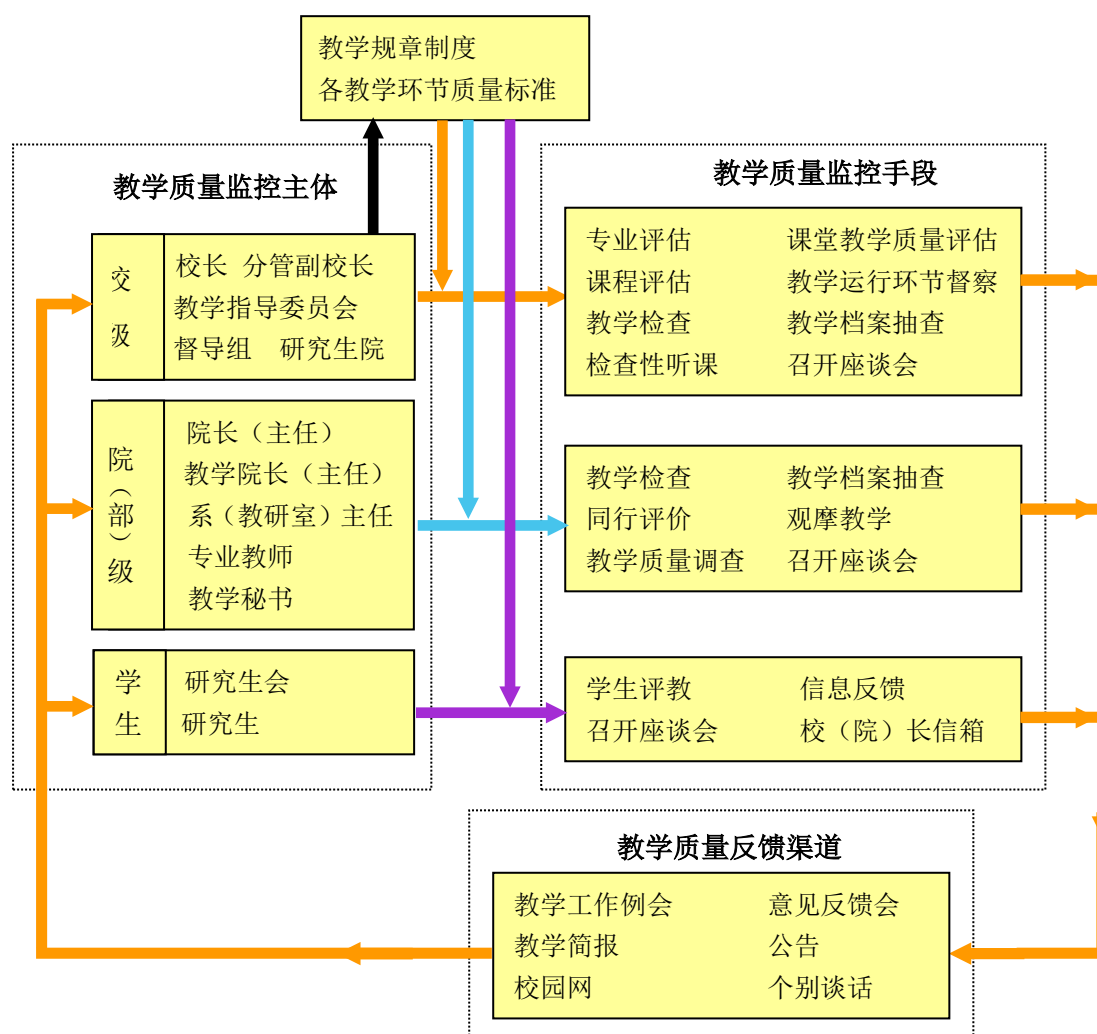 教学规章制度
各教学环节质量标准
教学质量监控主体
校级
校长 分管副校长
教学指导委员会
督导组 研究生院
院（部）级
院长（主任）
教学院长（主任）
系（教研室）主任
专业教师
教学秘书
学生
研究生会
研究生
教学质量监控手段
专业评估 课堂教学质量评估
课程评估 教学运行环节督察
教学检查 教学档案抽查
检查性听课 召开座谈会
教学检查 教学档案抽查
同行评价 观摩教学
教学质量调查 召开座谈会
学生评教 信息反馈
召开座谈会 校（院）长信箱
教学质量反馈渠道
教学工作例会 意见反馈会
教学简报 公告
校园网 个别谈话